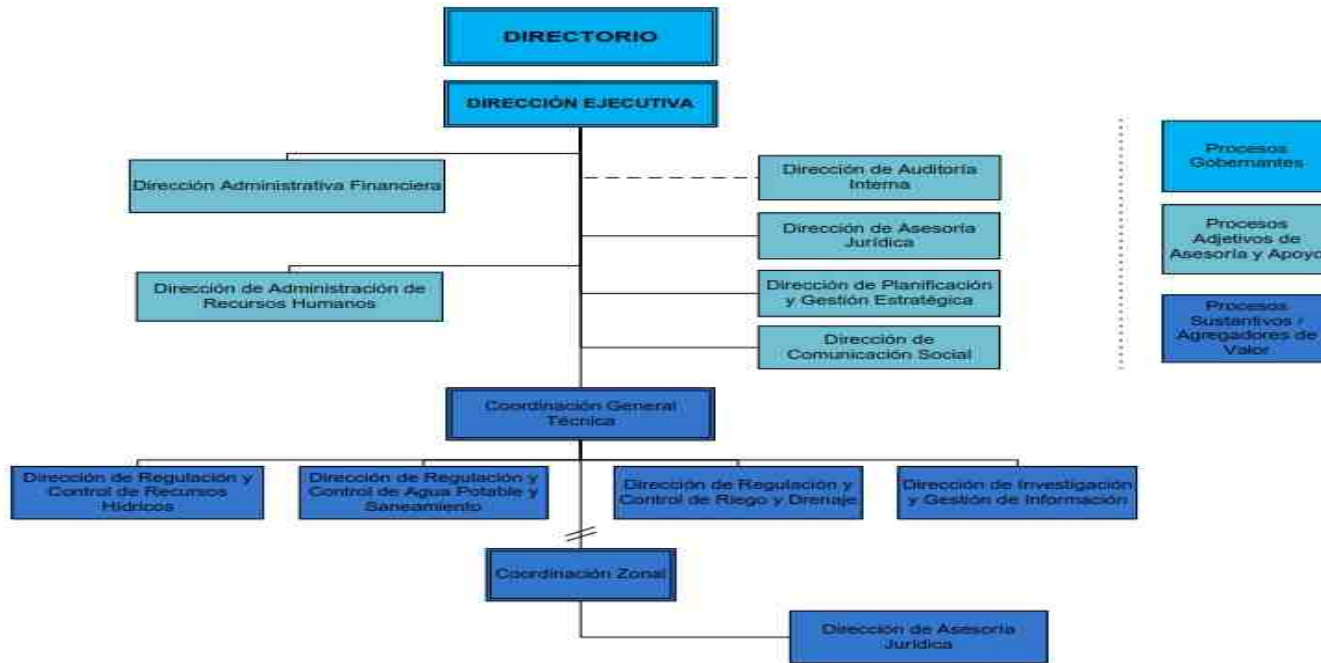 DIRECTORIO
DIRECCIÓN EJECUTIVA
Dirección Administrativa Financiera
Dirección de Administración de
Recursos Humanos
Dirección de Auditoría
Interna
Dirección de Asesoría
Jurídica
Dirección de Planificación
y Gestión Estratégica
Dirección de
Comunicación Social
Procesos
Gobernantes
Procesos
Adjetivos de
Asesoría y Apoyo
Procesos
Sustantivos /
Agregadores de
Valor
Coordinación General
Técnica
Dirección de Regulación y
Control de Recursos
Hídricos
Dirección de Regulación y
Control de Agua Potable y
Saneamiento
Dirección de Regulación y
Control de Riego y Drenaje
Dirección de Investigación
y Gestión de Información
Coordinación Zonal
Dirección de Asesoría
Jurídica